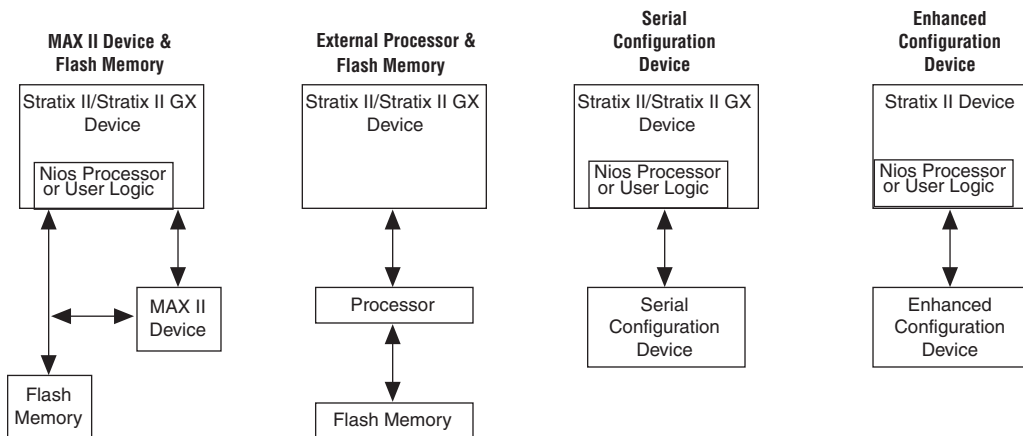 MAX II Device &
Flash Memory
Stratix II/Stratix II GX
Device
Nios Processor
or User Logic
MAX II
Device
Flash
Memory
External Processor &
Flash Memory
Stratix II/Stratix II GX
Device
Processor
Flash Memory
Serial
Configuration
Device
Stratix II/Stratix II GX
Device
Nios Processor
or User Logic
Serial
Configuration
Device
Enhanced
Configuration
Device
Stratix II Device
Nios Processor
or User Logic
Enhanced
Configuration
Device